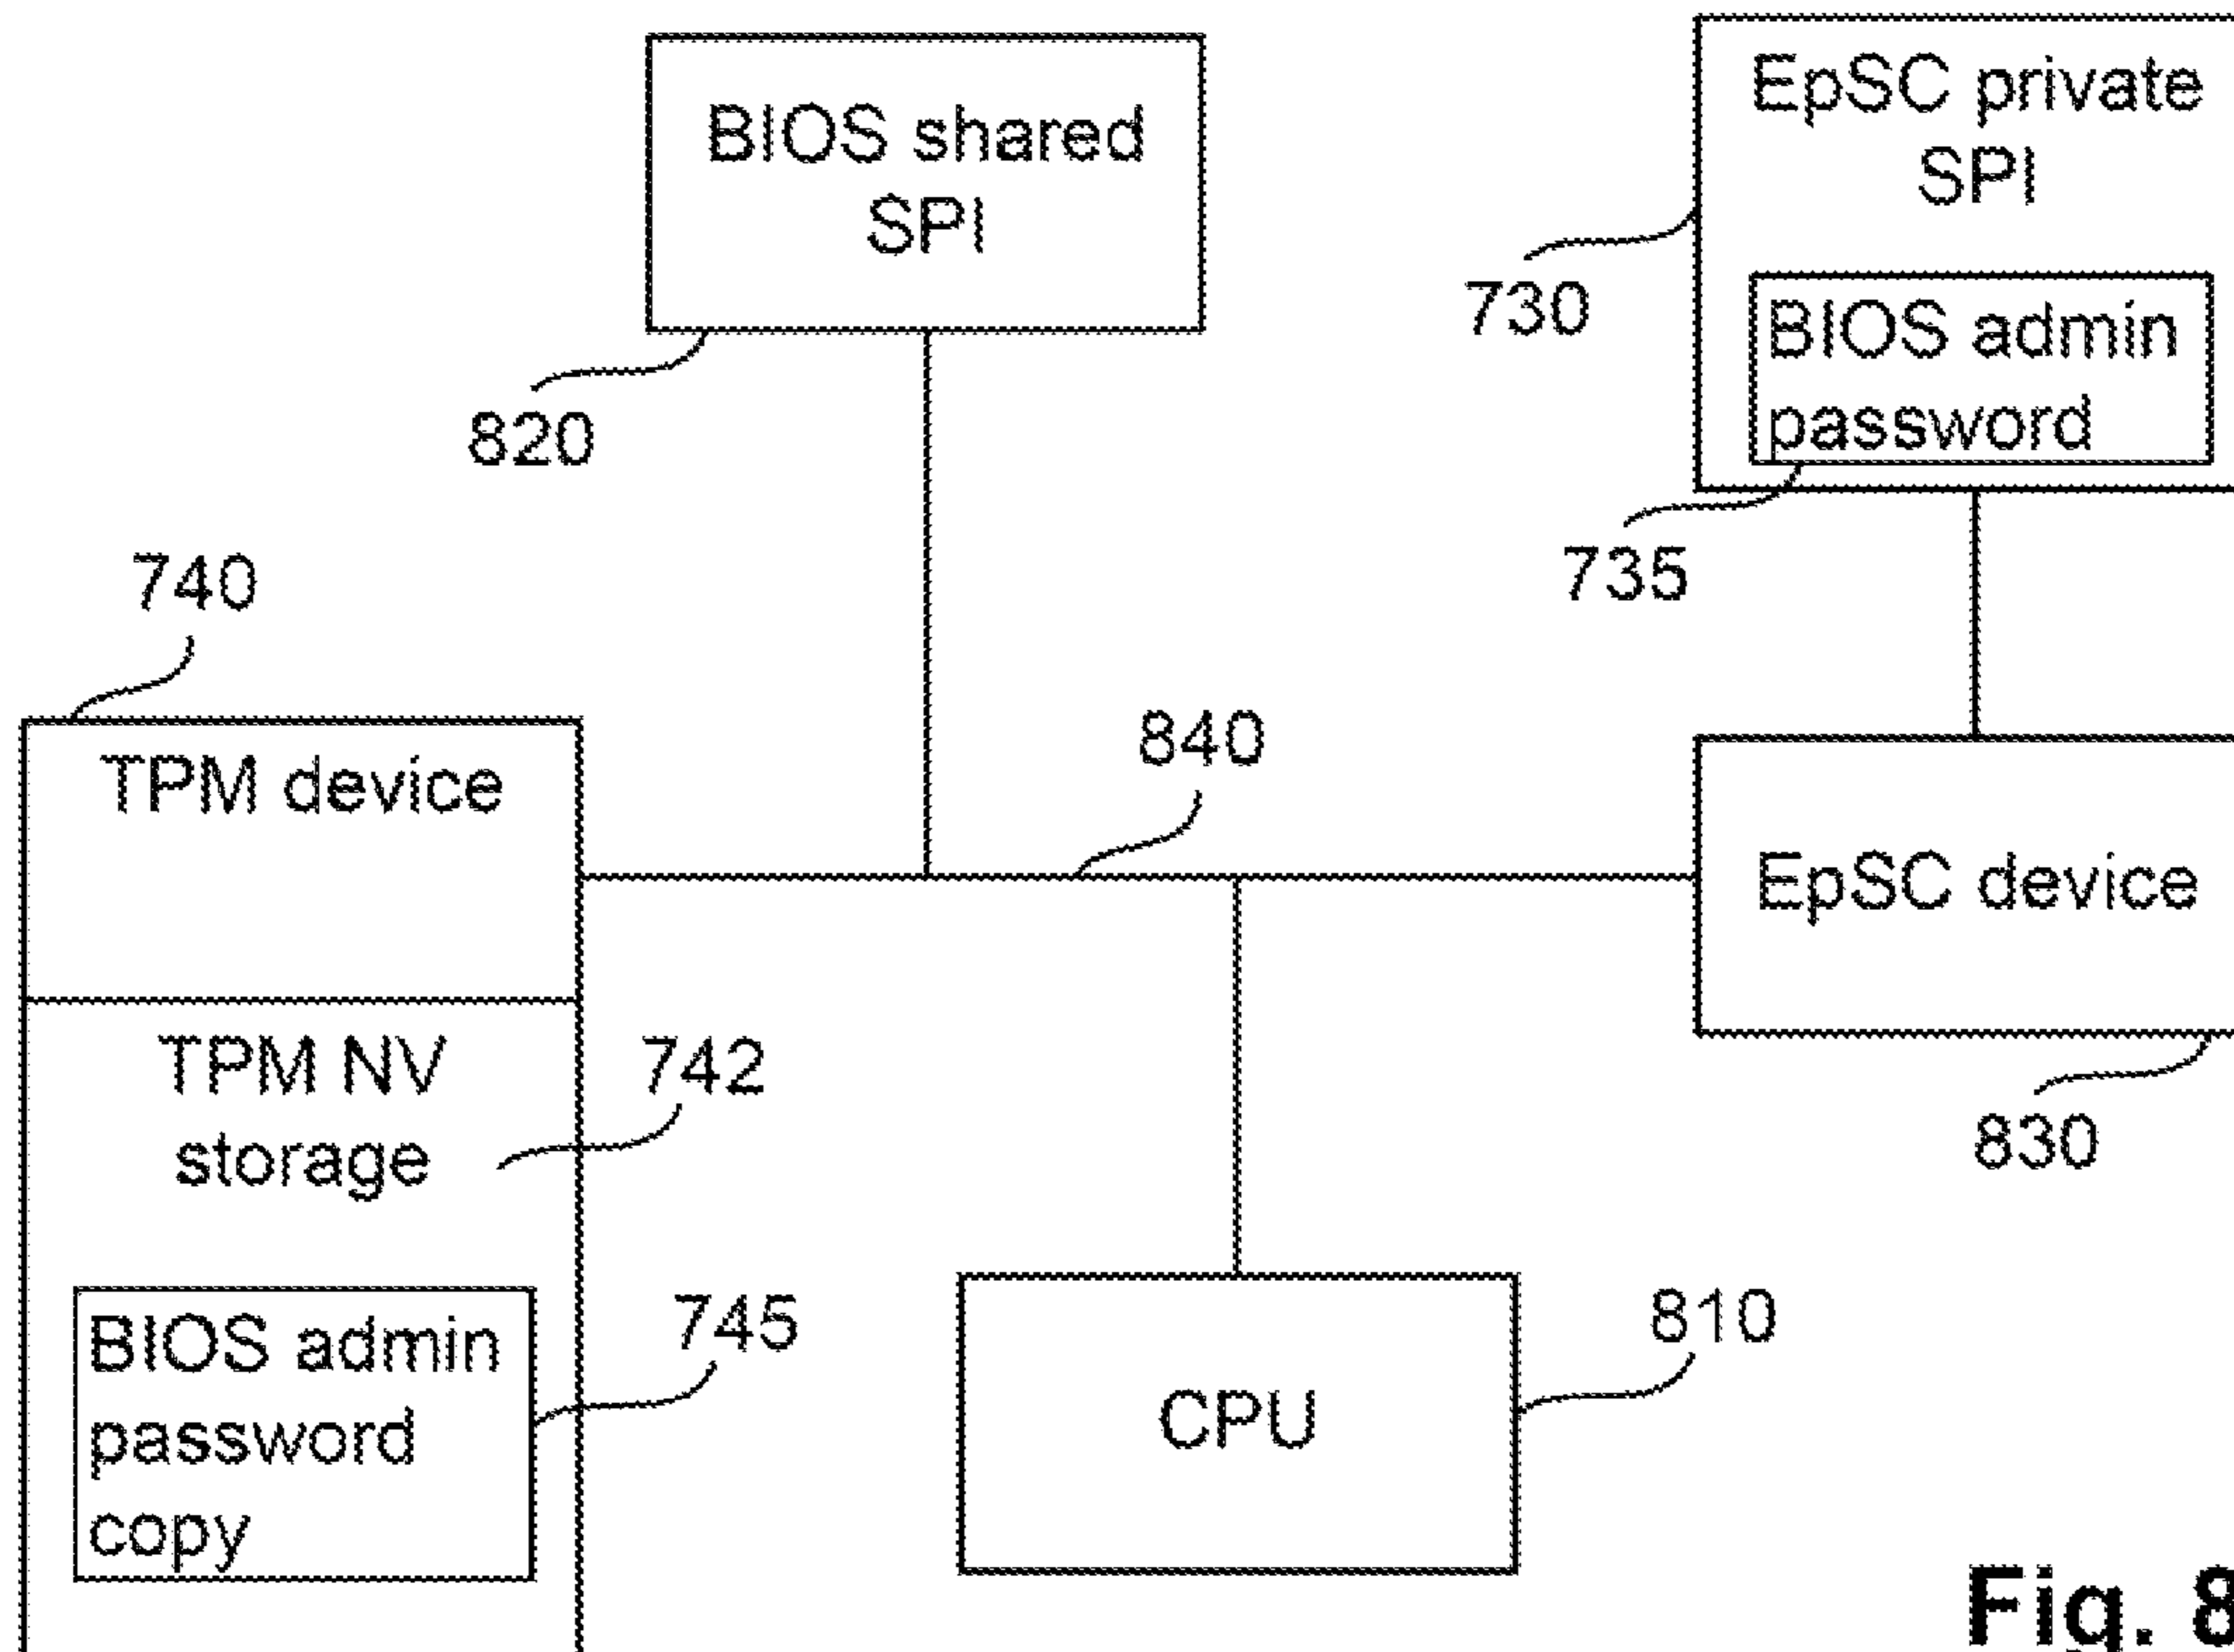 BIOS shared
SPI
820
EpSC private
SPI
730
BIOS admin
password
735
740
TPM device
840
EpSC device
830
TPM NV
storage
742
BIOS admin
password
copy
745
CPU
810
Fig. 8